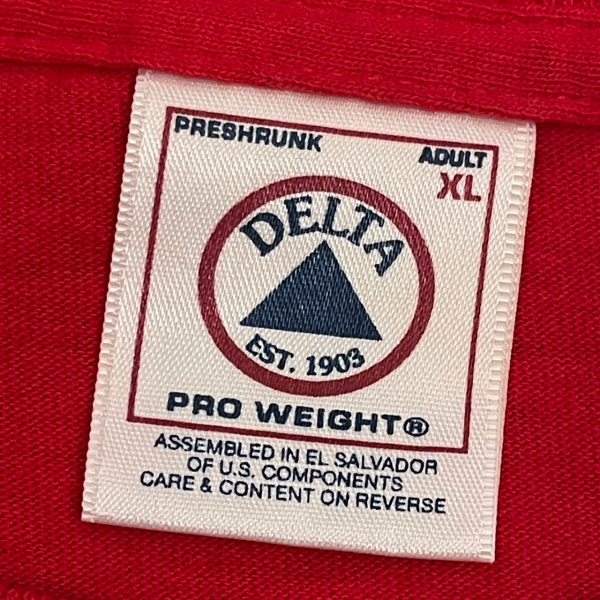 PRESHRUNK
ADULT
XL
DELTA
EST. 1903
PRO WEIGHT®
ASSEMBLED IN EL SALVADOR
OF U.S. COMPONENTS
CARE & CONTENT ON REVERSE